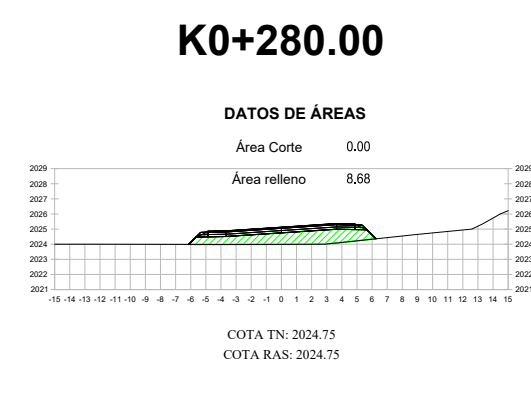 K0+280.00
DATOS DE ÁREAS
Área Corte 0.00
Área relleno 8.68
2029 2029
2028 2028
2027 2027
2026 2026
2025 2025
2024 2024
2023 2023
2022 2022
2021 2021
-15 -14 -13 -12 -11 -10 -9 -8 -7 -6 -5 -4 -3 -2 -1 0 1 2 3 4 5 6 7 8 9 10 11 12 13 14 15
COTA TN: 2024.75
COTA RAS: 2024.75